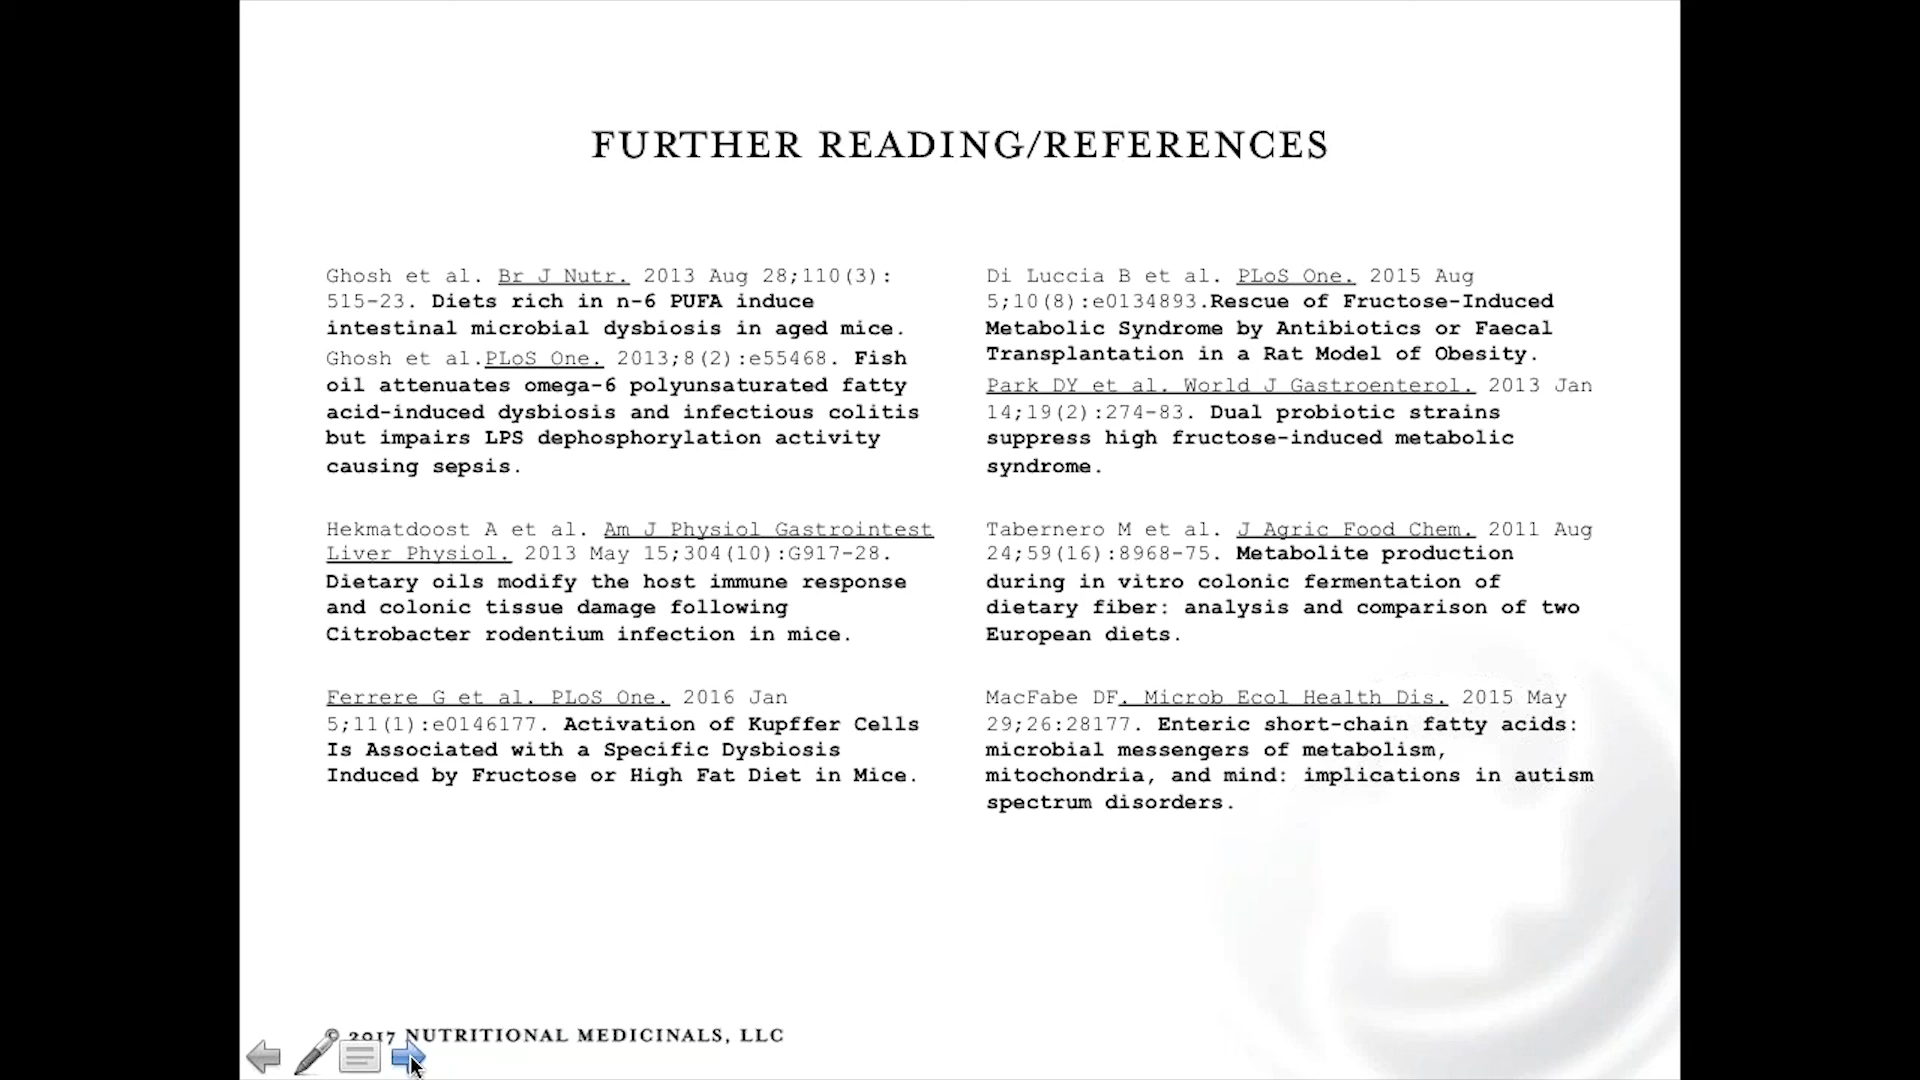 FURTHER READING/REFERENCES
Ghosh et al. Br J Nutr. 2013 Aug 28;110(3):
515-23. Diets rich in n-6 PUFA induce
intestinal microbial dysbiosis in aged mice.
Ghosh et al.PLoS One. 2013;8(2):e55468. Fish
oil attenuates omega-6 polyunsaturated fatty
acid-induced dysbiosis and infectious colitis
but impairs LPS dephosphorylation activity
causing sepsis.
Hekmatdoost A et al. Am J Physiol Gastrointest
Liver Physiol. 2013 May 15;304(10):G917-28.
Dietary oils modify the host immune response
and colonic tissue damage following
Citrobacter rodentium infection in mice.
Ferrere G et al. PLoS One. 2016 Jan
5;11(1):e0146177. Activation of Kupffer Cells
Is Associated with a Specific Dysbiosis
Induced by Fructose or High Fat Diet in Mice.
Di Luccia B et al. PLoS One. 2015 Aug
5;10(8):e0134893.Rescue of Fructose-Induced
Metabolic Syndrome by Antibiotics or Faecal
Transplantation in a Rat Model of Obesity.
Park DY et al. World J Gastroenterol. 2013 Jan
14;19(2):274-83. Dual probiotic strains
suppress high fructose-induced metabolic
syndrome.
Tabernero M et al. J Agric Food Chem. 2011 Aug
24;59(16):8968-75. Metabolite production
during in vitro colonic fermentation of
dietary fiber: analysis and comparison of two
European diets.
MacFabe DF. Microb Ecol Health Dis. 2015 May
29;26:28177. Enteric short-chain fatty acids:
microbial messengers of metabolism,
mitochondria, and mind: implications in autism
spectrum disorders.
© 2017 NUTRITIONAL MEDICINALS, LLC